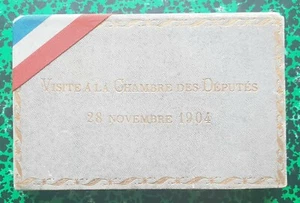 VISITE À LA CHAMBRE DES DÉPUTÉS
28 NOVEMBRE 1904